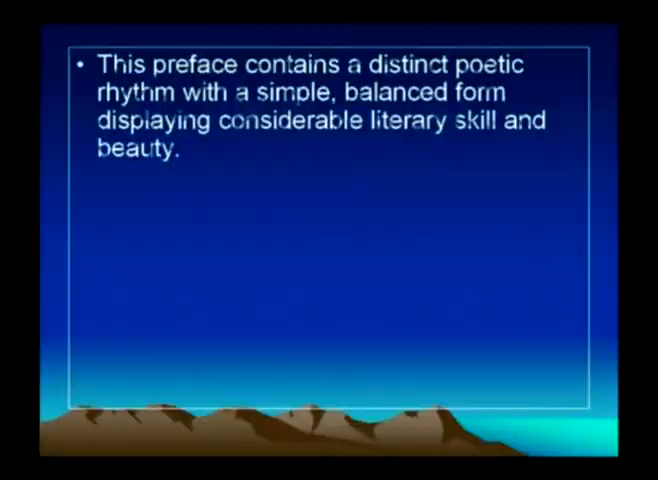 • This preface contains a distinct poetic
rhythm with a simple, balanced form
displaying considerable literary skill and
beauty.